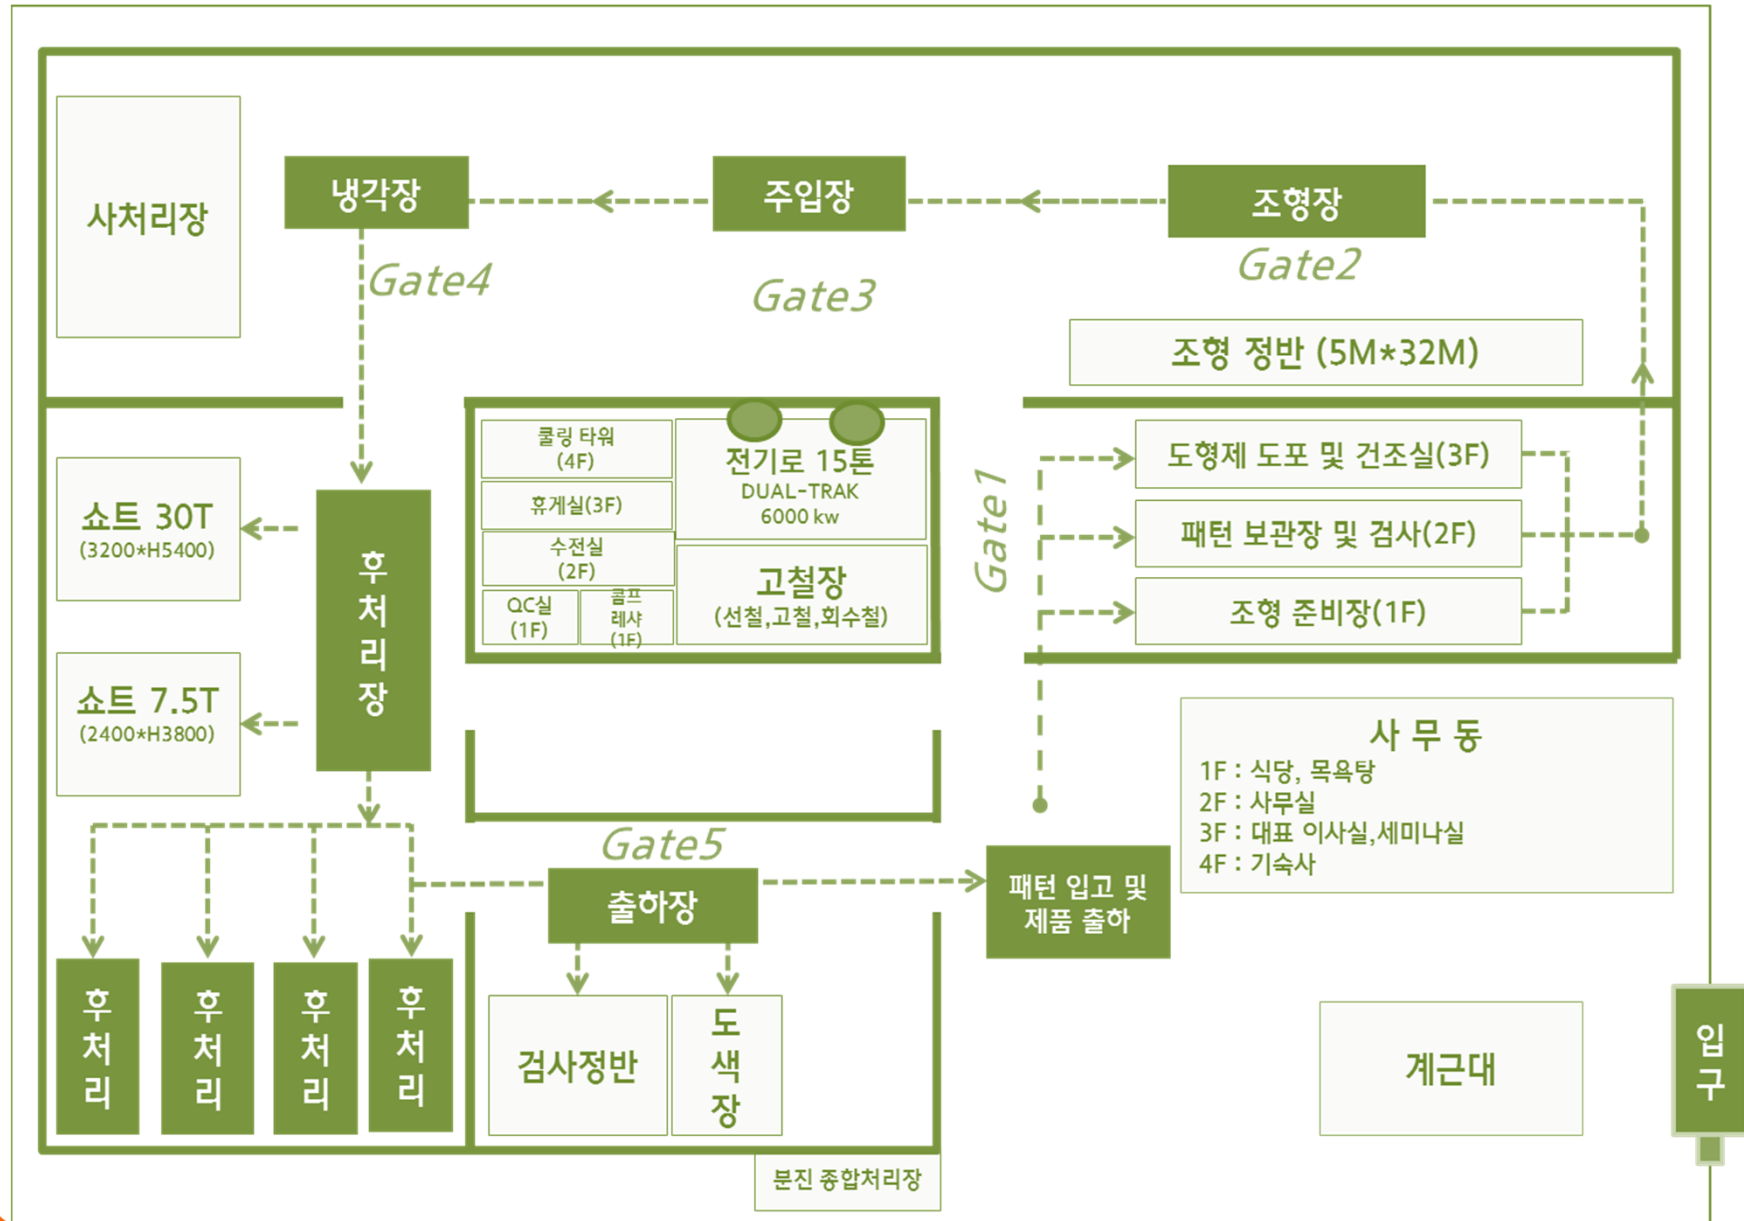 사처리장
냉각장
주입장
조형장
Gate4
Gate3
Gate2
조형 정반 (5M*32M)
쿨링 타워
(4F)
휴게실(3F)
수전실
(2F)
QC실
(1F)
콤프
레샤
(1F)
전기로 15톤
DUAL-TRAK
6000 kw
고철장
(선철,고철,회수철)
Gate1
도형제 도포 및 건조실(3F)
패턴 보관장 및 검사(2F)
조형 준비장(1F)
쇼트 30T
(3200*H5400)
쇼트 7.5T
(2400*H3800)
후
처
리
장
사 무 동
1F : 식당, 목욕탕
2F : 사무실
3F : 대표 이사실,세미나실
4F : 기숙사
Gate5
출하장
패턴 입고 및
제품 출하
후
처
리
후
처
리
후
처
리
후
처
리
검사정반
도
색
장
계근대
입
구
분진 종합처리장